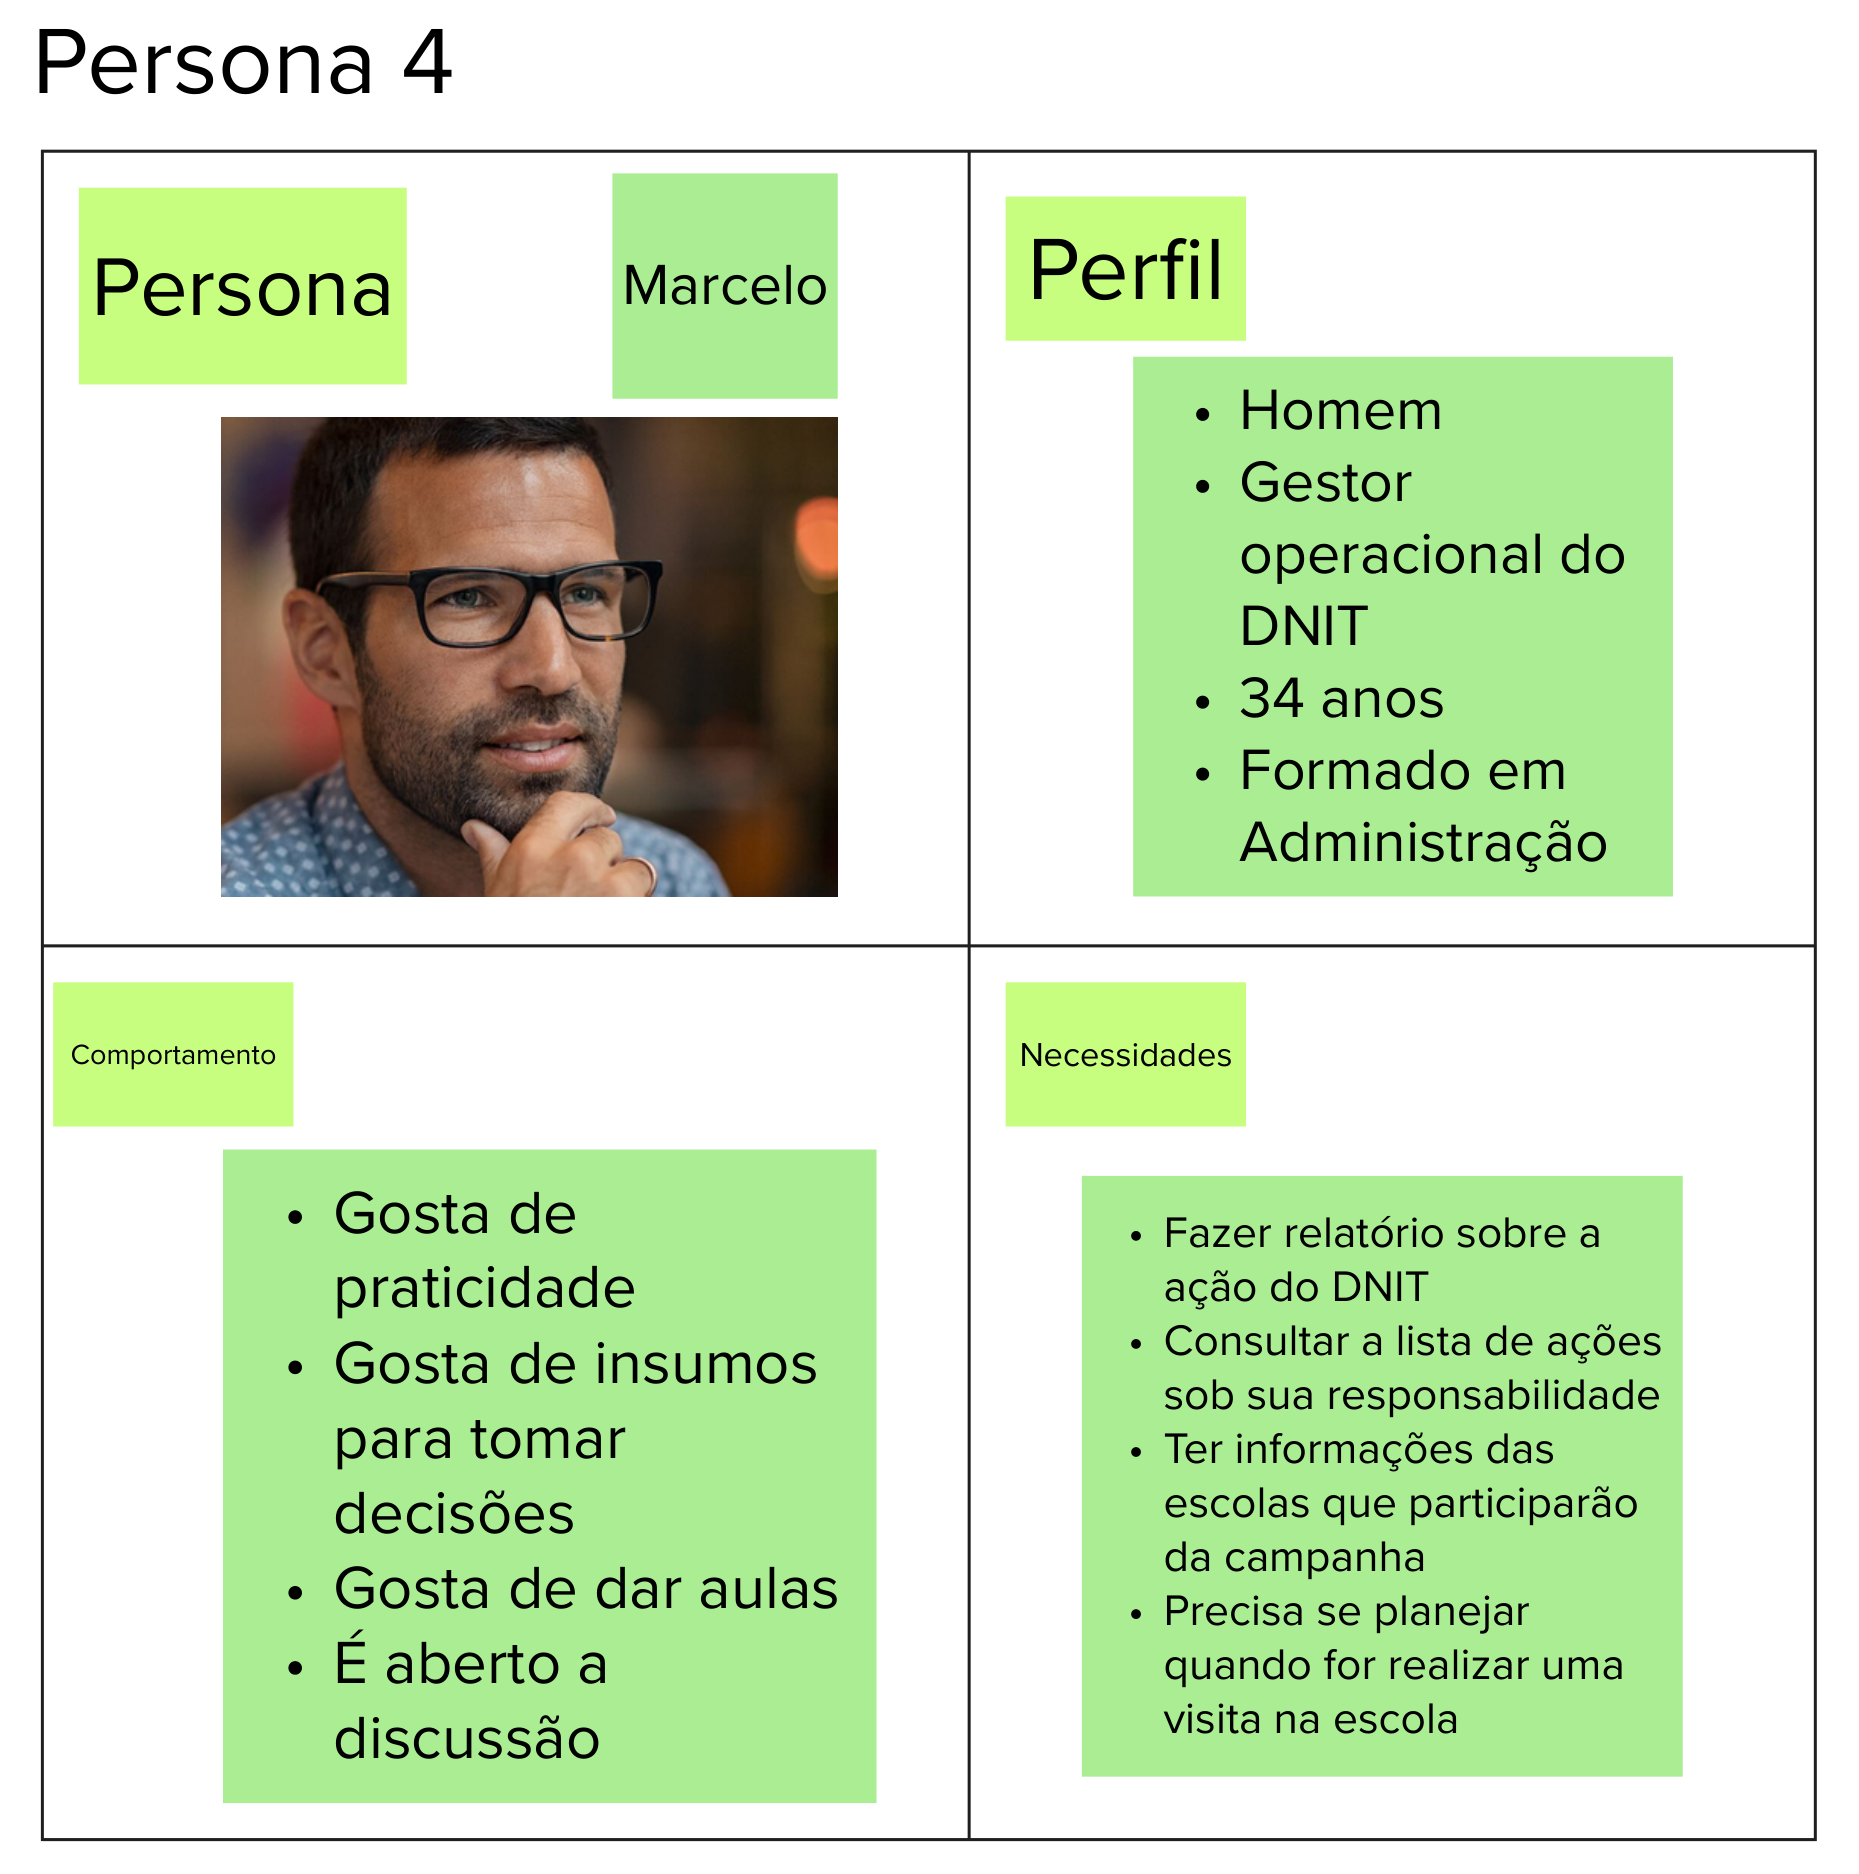 Persona 4
Persona
Marcelo
Perfil
• Homem
• Gestor
operacional do
DNIT
• 34 anos
• Formado em
Administração
Comportamento
• Gosta de
praticidade
• Gosta de insumos
para tomar
decisões
• Gosta de dar aulas
• É aberto a
discussão
Necessidades
• Fazer relatório sobre a
ação do DNIT
• Consultar a lista de ações
sob sua responsabilidade
• Ter informações das
escolas que participarão
da campanha
• Precisa se planejar
quando for realizar uma
visita na escola